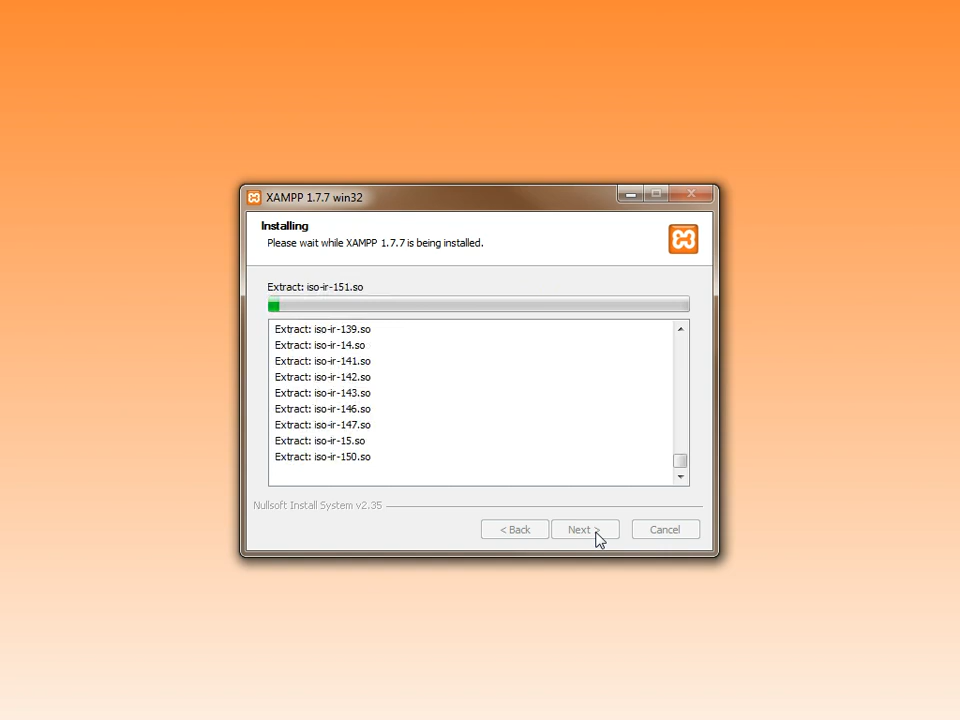 XAMPP 1.7.7 win32
Installing
Please wait while XAMPP 1.7.7 is being installed.
Extract: iso-ir-151.so
Extract: iso-ir-139.so
Extract: iso-ir-14.so
Extract: iso-ir-141.so
Extract: iso-ir-142.so
Extract: iso-ir-143.so
Extract: iso-ir-146.so
Extract: iso-ir-147.so
Extract: iso-ir-15.so
Extract: iso-ir-150.so
Nullsoft Install System v2.35
< Back Next > Cancel